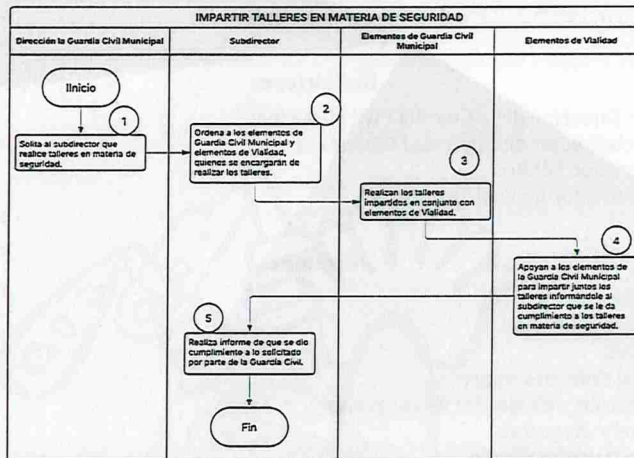 IMPARTIR TALLERES EN MATERIA DE SEGURIDAD
Dirección la Guardia Civil Municipal
Subdirector
Elementos de Guardia Civil
Municipal
Elementos de Vialidad
IInicio
1
Solita al subdirector que
realice talleres en materia de
seguridad.
2
Ordena a los elementos de
Guardia Civil Municipal y
elementos de Vialidad,
quienes se encargarán de
realizar los talleres.
3
Realizan los talleres
impartidos en conjunto con
elementos de Vialidad.
4
Apoyan a los elementos de
la Guardia Civil Municipal
para impartir juntos los
talleres informándole al
subdirector que se le da
cumplimiento a los talleres
en materia de seguridad.
5
Realiza informe de que se dio
cumplimiento a lo solicitado
por parte de la Guardia Civil.
Fin